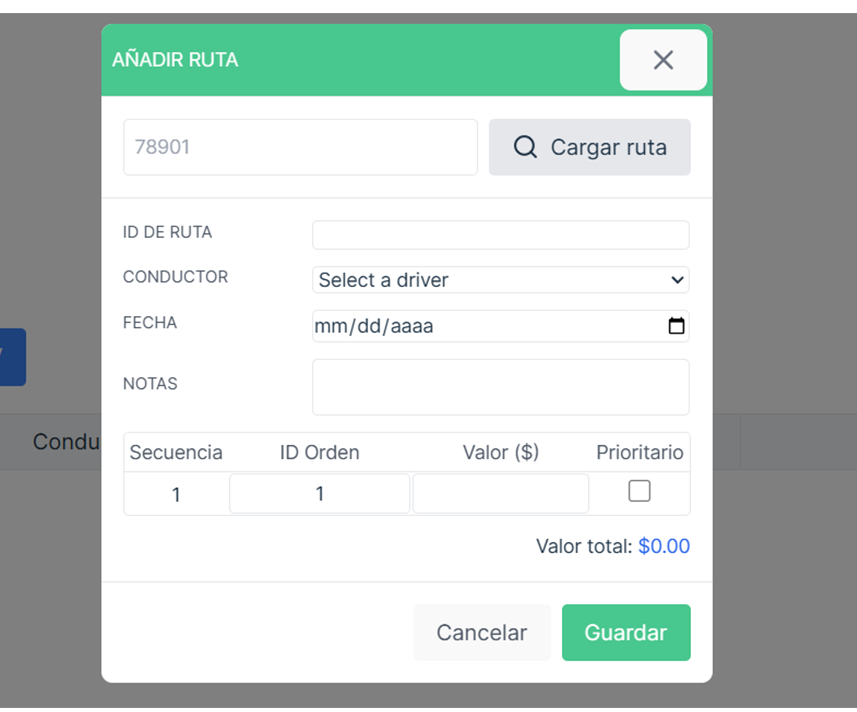 AÑADIR RUTA
78901
Cargar ruta
ID DE RUTA
CONDUCTOR
Select a driver
FECHA
mm/dd/aaaa
NOTAS
Condu
Secuencia ID Orden Valor ($) Prioritario
1 1
Valor total: $0.00
Cancelar Guardar